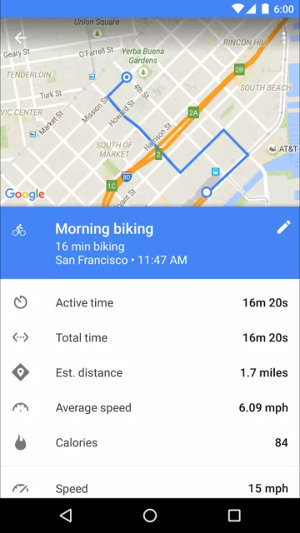 6:00
Union Square
Geary St
O'Farrell St
Yerba Buena
Gardens
RINCON HILL
TENDERLOIN
2B
Turk St
4th St
SOUTH BEACH
VIC CENTER
Market St
Mission St
Howard St
2A
Harrison St
SOUTH OF
MARKET
2
AT&T
80
1C
Bryant St
Google
Morning biking
16 min biking
San Francisco • 11:47 AM
Active time 16m 20s
Total time 16m 20s
Est. distance 1.7 miles
Average speed 6.09 mph
Calories 84
Speed 15 mph